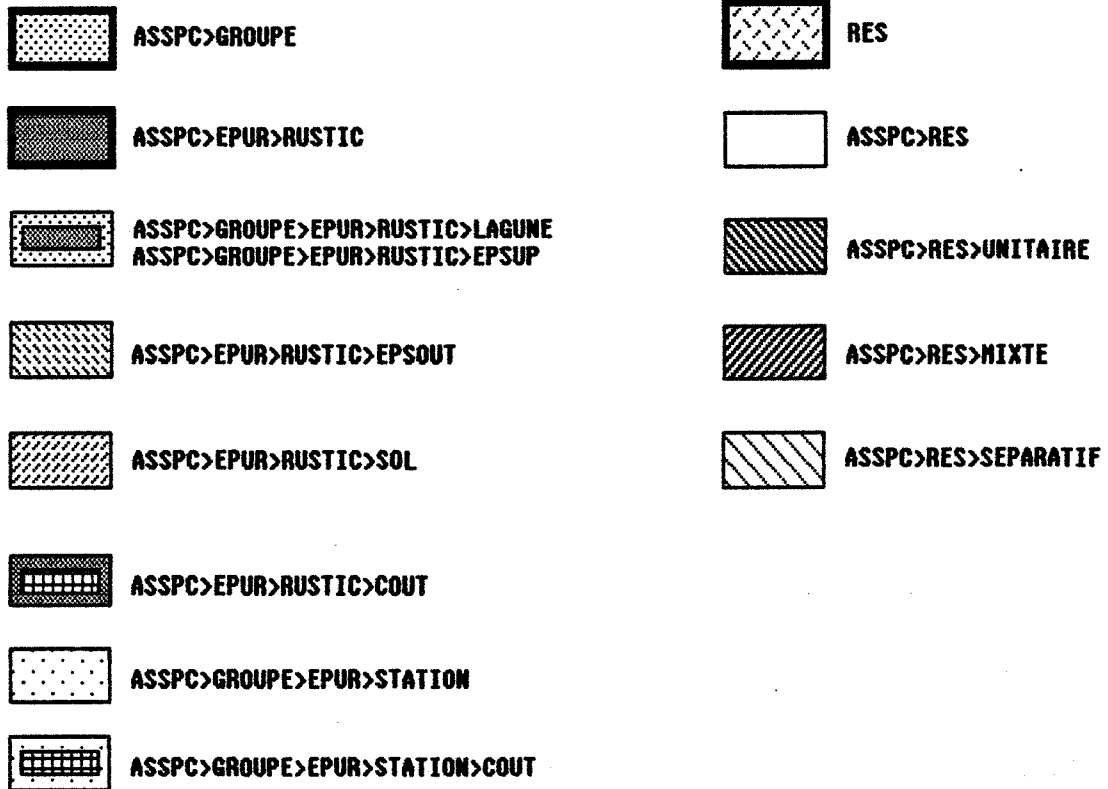 ASSPC>GROUPE
ASSPC>EPUR>RUSTIC
ASSPC>GROUPE>EPUR>RUSTIC>LAGUNE
ASSPC>GROUPE>EPUR>RUSTIC>EPSUP
ASSPC>EPUR>RUSTIC>EPSOUT
ASSPC>EPUR>RUSTIC>SOL
ASSPC>EPUR>RUSTIC>COUT
ASSPC>GROUPE>EPUR>STATION
ASSPC>GROUPE>EPUR>STATION>COUT
RES
ASSPC>RES
ASSPC>RES>UNITAIRE
ASSPC>RES>MIXTE
ASSPC>RES>SEPARATIF